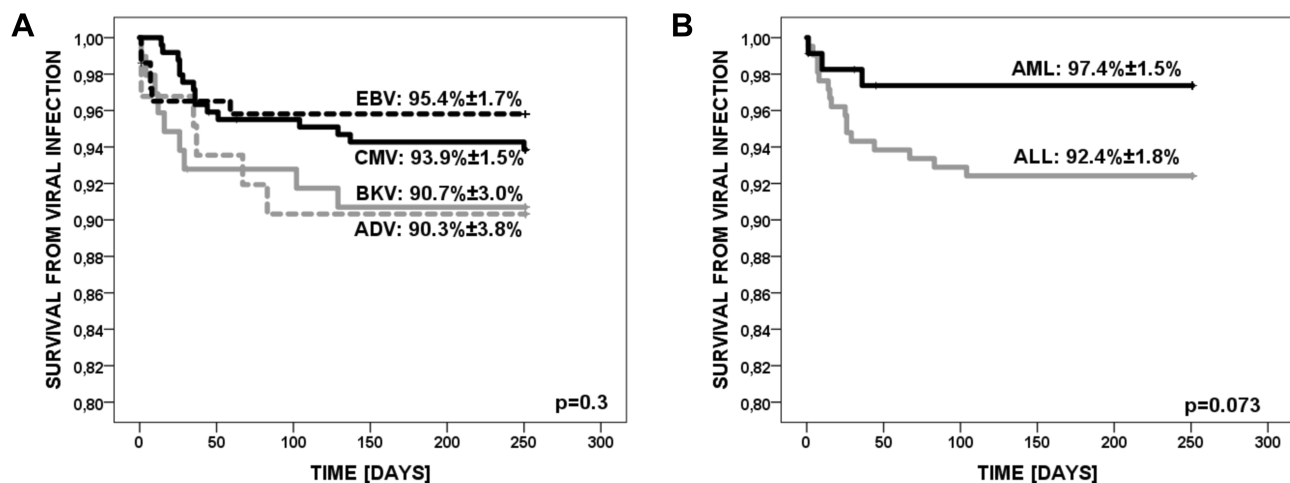 A
SURVIVAL FROM VIRAL INFECTION
1,00
0,98
0,96
0,94
0,92
0,90
0,88
0,86
0,84
0,82
0,80
EBV: 95.4%±1.7%
CMV: 93.9%±1.5%
BKV: 90.7%±3.0%
ADV: 90.3%±3.8%
p=0.3
0 50 100 150 200 250 300
TIME [DAYS]
B
SURVIVAL FROM VIRAL INFECTION
1,00
0,98
0,96
0,94
0,92
0,90
0,88
0,86
0,84
0,82
0,80
AML: 97.4%±1.5%
ALL: 92.4%±1.8%
p=0.073
0 50 100 150 200 250 300
TIME [DAYS]